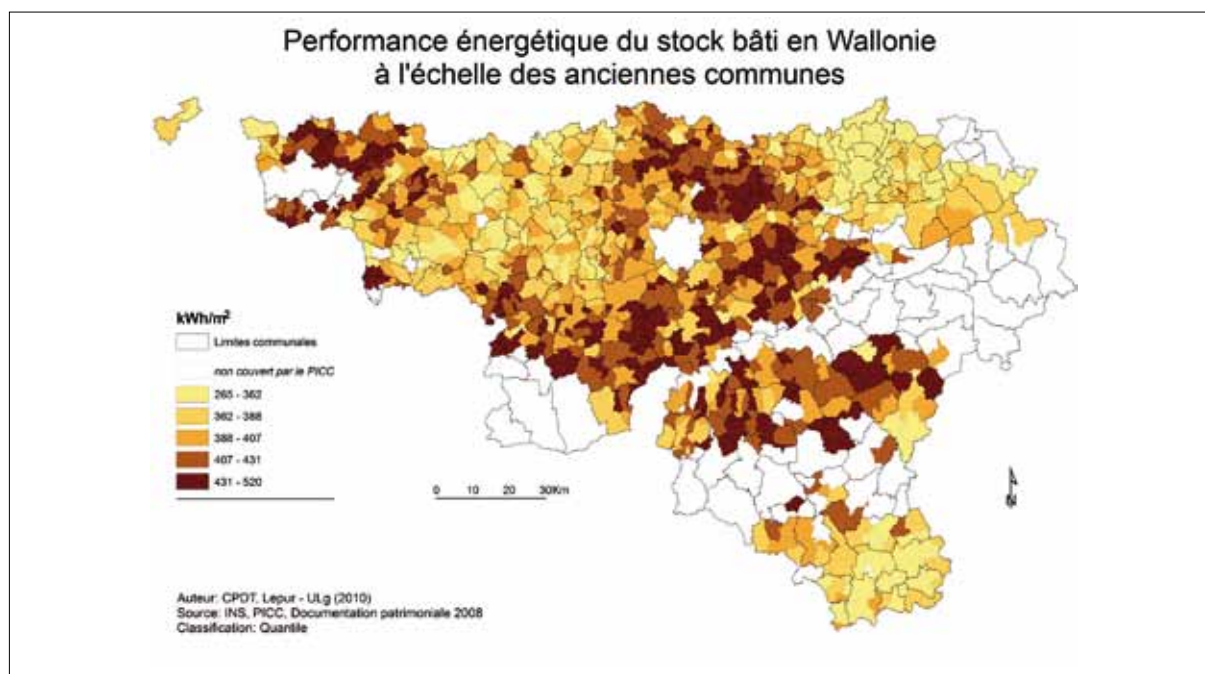 Performance énergétique du stock bâti en Wallonie
à l'échelle des anciennes communes
kWh/m²
Limites communales
non couvert par le PICC
265 - 362
362 - 388
388 - 407
407 - 431
431 - 520
0 10 20 30Km
N
Auteur: CPDT, Lepur - ULg (2010)
Source: INS, PICC, Documentation patrimoniale 2008
Classification: Quantile